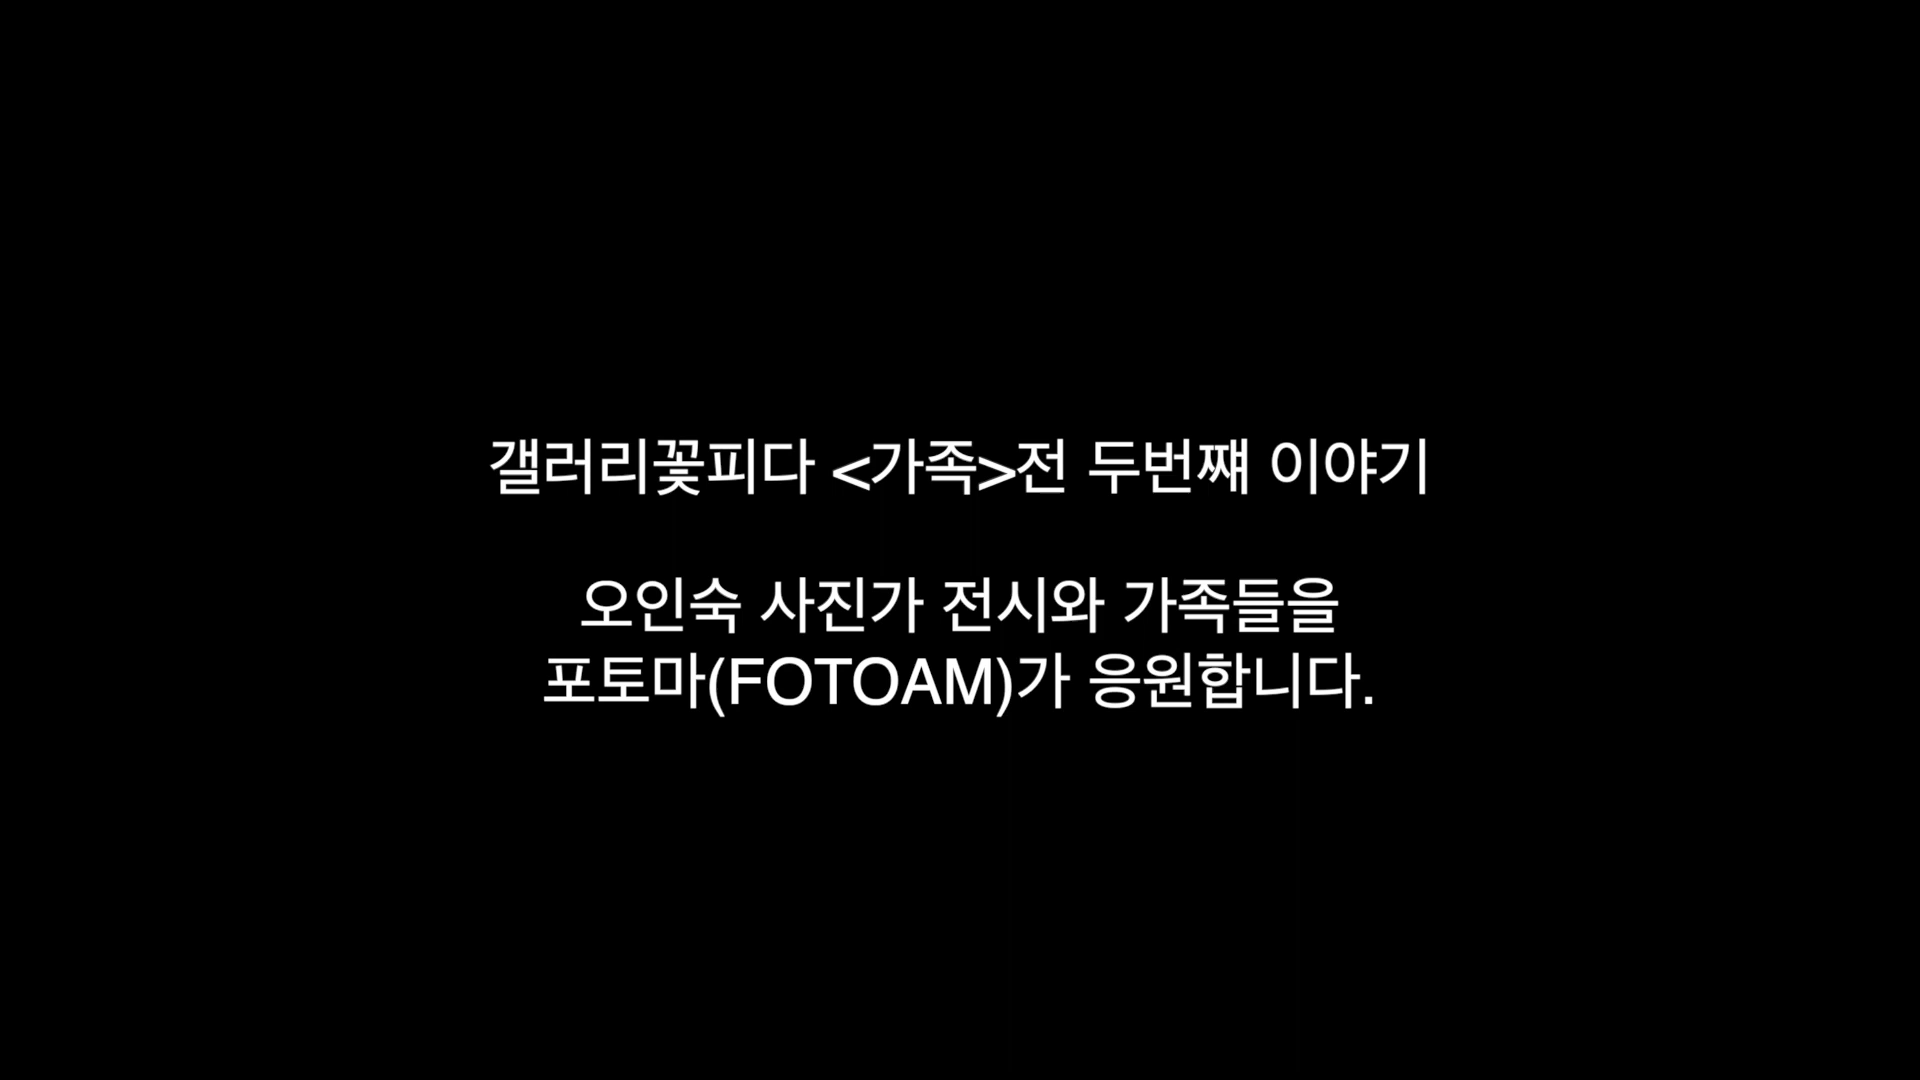 갤러리꽃피다 <가족>전 두번쨰 이야기
오인숙 사진가 전시와 가족들을
포토마(FOTOAM)가 응원합니다.